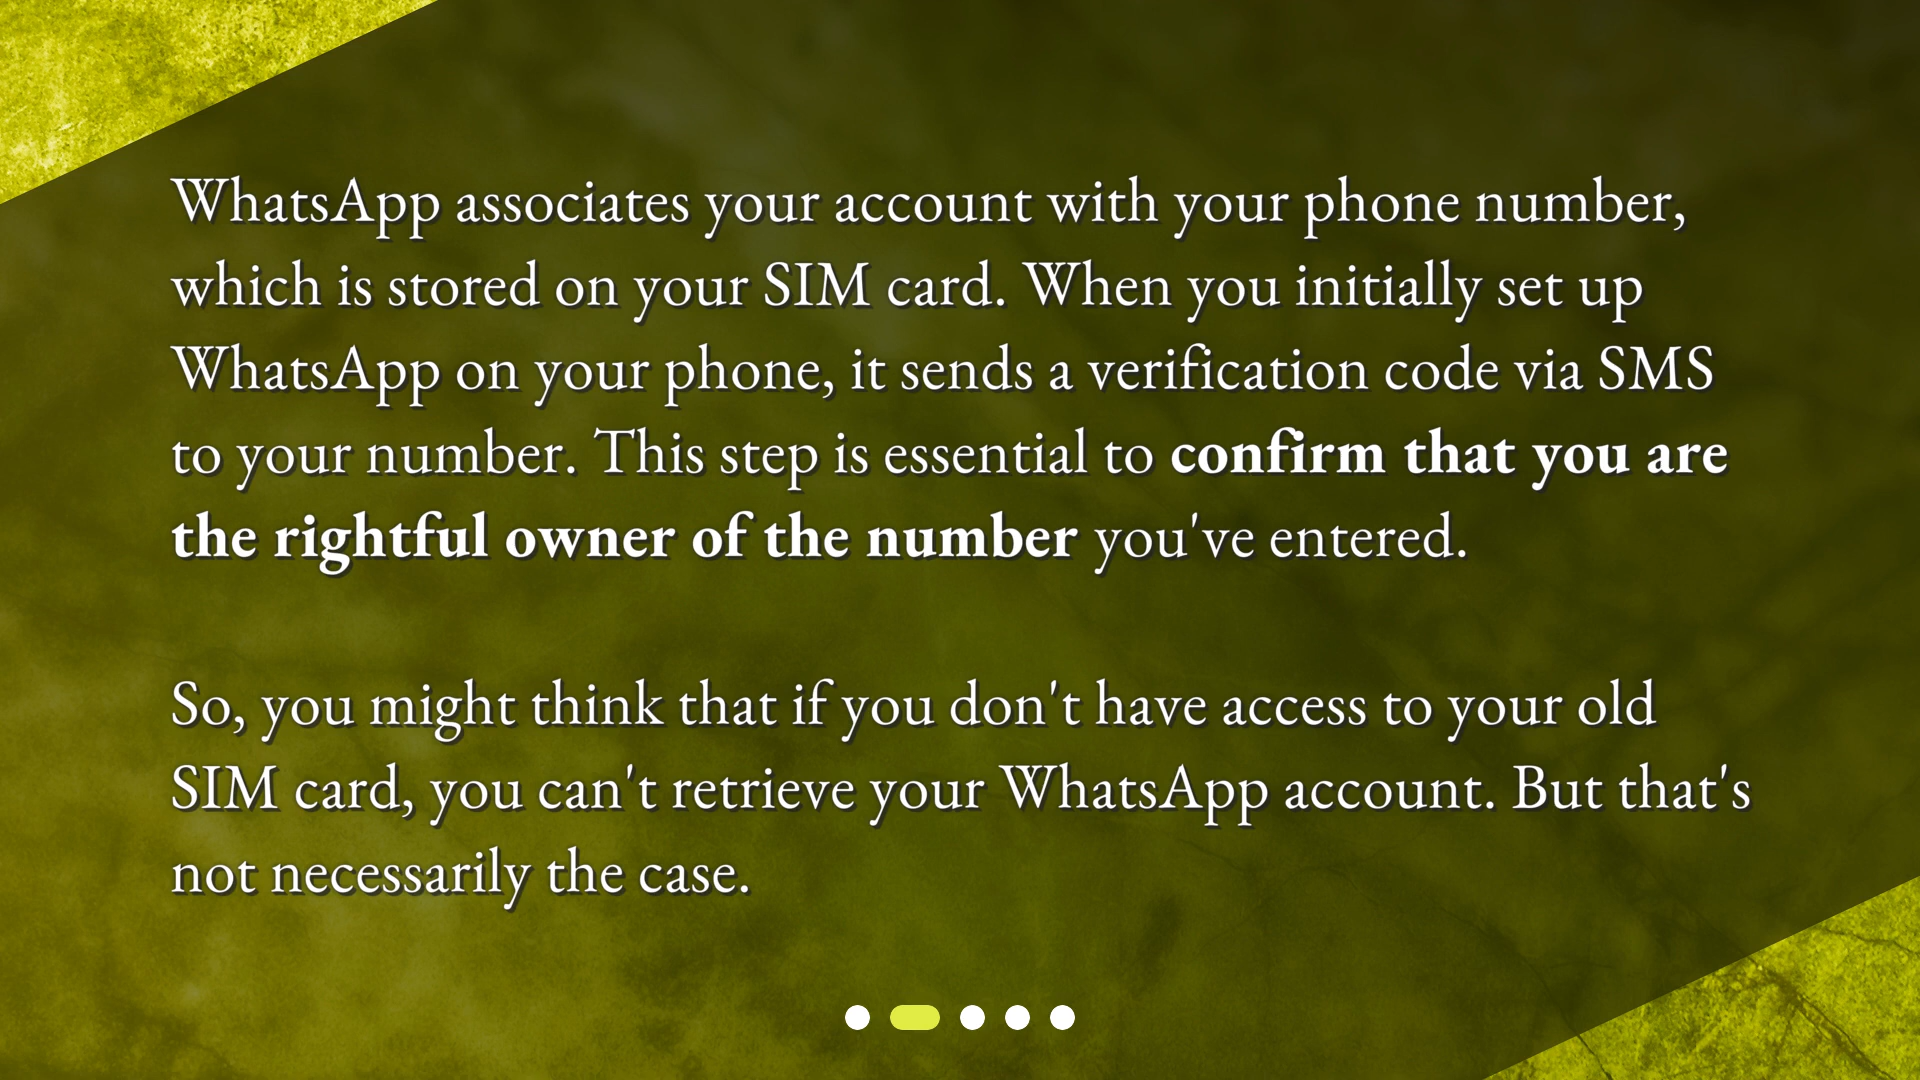 WhatsApp associates your account with your phone number,
which is stored on your SIM card. When you initially set up
WhatsApp on your phone, it sends a verification code via SMS
to your number. This step is essential to confirm that you are
the rightful owner of the number you've entered.
So, you might think that if you don't have access to your old
SIM card, you can't retrieve your WhatsApp account. But that's
not necessarily the case.